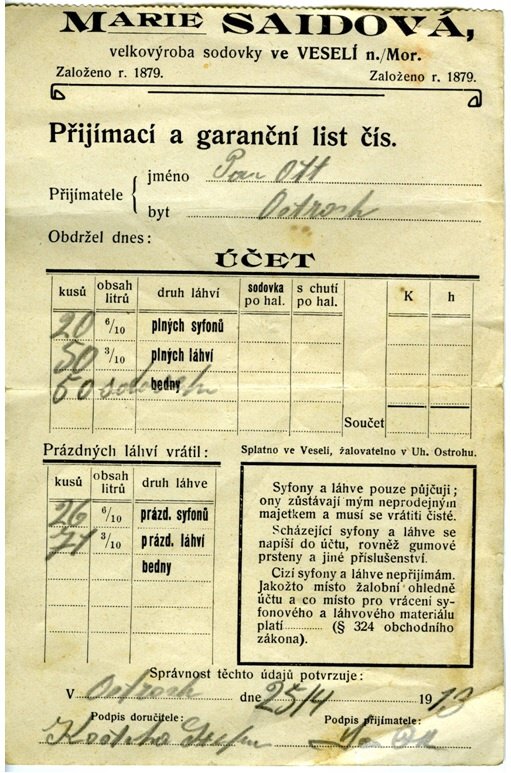 MARIE SAIDOVÁ,
velkovýroba sodovky ve VESELÍ n./Mor.
Založeno r. 1879. Založeno r. 1879.
Přijímací a garanční list čís.
Přijímatele { jméno Pan Ott
byt Ostroh
Obdržel dnes:
ÚČET
kusů obsah litrů druh láhví sodovka po hal. s chutí po hal. K h
20 6/10 plných syfonů
50 3/10 plných láhví
50 bedny
Součet
Prázdných láhví vrátil:
Splatno ve Veselí, žalovatelno v Uh. Ostrohu.
kusů obsah litrů druh láhve
26 6/10 prázd. syfonů
71 3/10 prázd. láhví
bedny
Syfony a láhve pouze půjčuji;
ony zůstávají mým neprodejným
majetkem a musí se vrátiti čisté.
Scházející syfony a láhve se
napíší do účtu, rovněž gumové
prsteny a jiné příslušenství.
Cizí syfony a láhve nepřijímám.
Jakožto místo žalobní ohledně
účtu a co místo pro vrácení sy-
fonového a láhvového materiálu
platí (§ 324 obchodního
zákona).
Správnost těchto údajů potvrzuje:
V Ostroh dne 25/4 1913
Podpis doručitele: Podpis přijímatele:
Ott